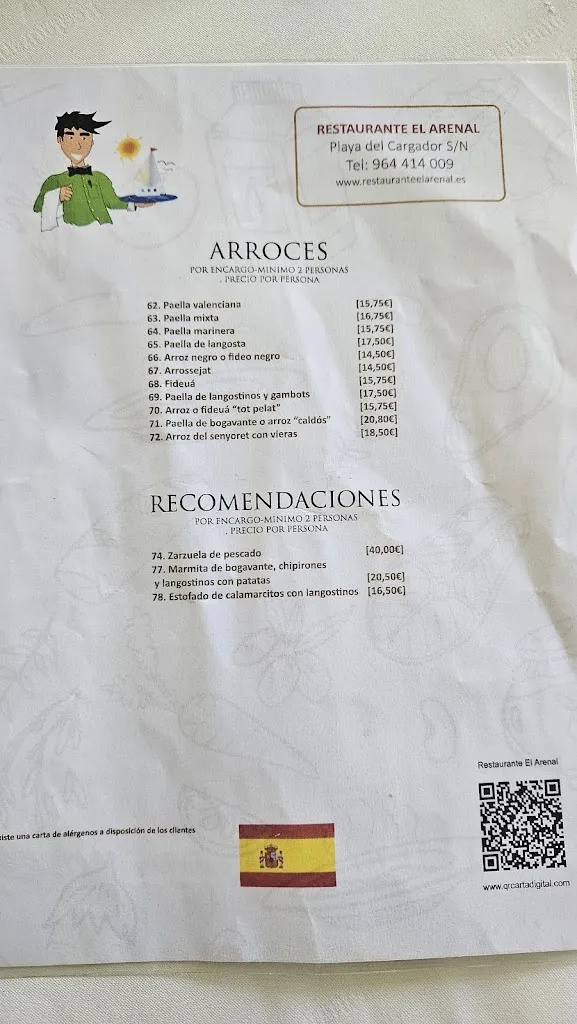 RESTAURANTE EL ARENAL
Playa del Cargador S/N
Tel: 964 414 009
www.restauranteelarenal.es
ARROCES
POR ENCARGO-MINIMO 2 PERSONAS
. PRECIO POR PERSONA
62. Paella valenciana [15,75€]
63. Paella mixta [16,75€]
64. Paella marinera [15,75€]
65. Paella de langosta [17,50€]
66. Arroz negro o fideo negro [14,50€]
67. Arrossejat [14,50€]
68. Fideuá [15,75€]
69. Paella de langostinos y gambots [17,50€]
70. Arroz o fideuá "tot pelat" [15,75€]
71. Paella de bogavante o arroz "caldós" [20,80€]
72. Arroz del senyoret con vieras [18,50€]
RECOMENDACIONES
POR ENCARGO-MINIMO 2 PERSONAS
. PRECIO POR PERSONA
74. Zarzuela de pescado [40,00€]
77. Marmita de bogavante, chipirones
y langostinos con patatas [20,50€]
78. Estofado de calamarcitos con langostinos [16,50€]
Restaurante El Arenal
una carta de alérgenos a disposición de los clientes
www.qrcartadigital.com